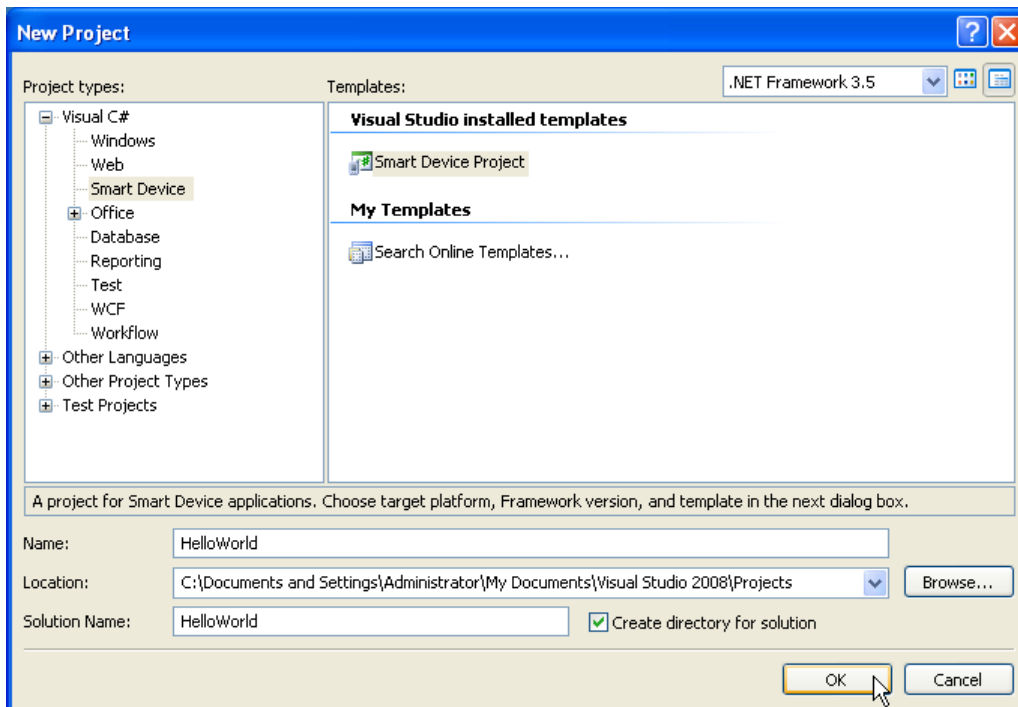 New Project
Project types:
Templates:
.NET Framework 3.5
Visual C#
Windows
Web
Smart Device
Office
Database
Reporting
Test
WCF
Workflow
Other Languages
Other Project Types
Test Projects
Visual Studio installed templates
Smart Device Project
My Templates
Search Online Templates...
A project for Smart Device applications. Choose target platform, Framework version, and template in the next dialog box.
Name:
HelloWorld
Location:
C:\Documents and Settings\Administrator\My Documents\Visual Studio 2008\Projects
Browse...
Solution Name:
HelloWorld
Create directory for solution
OK
Cancel